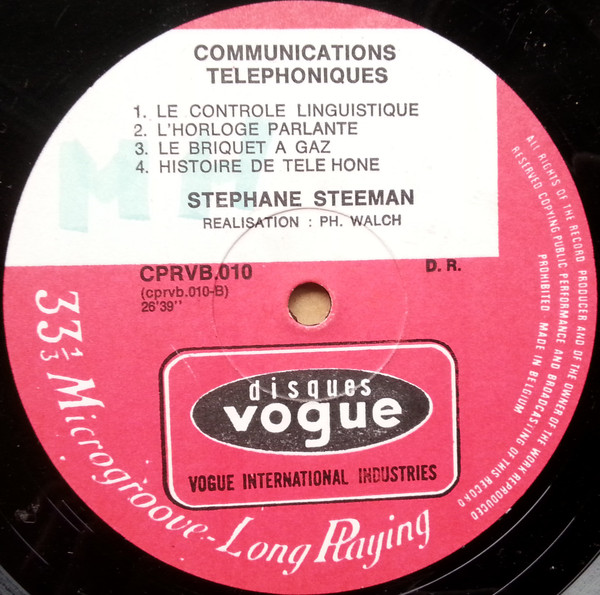 COMMUNICATIONS
TELEPHONIQUES
1. LE CONTROLE LINGUISTIQUE
2. L'HORLOGE PARLANTE
3. LE BRIQUET A GAZ
4. HISTOIRE DE TELE HONE
STEPHANE STEEMAN
REALISATION : PH. WALCH
CPRVB.010
D. R.
(cprvb.010-B)
26'39''
disques
vogue
VOGUE INTERNATIONAL INDUSTRIES
33 1/3 Microgroove-Long Playing
ALL RIGHTS OF THE RECORD PRODUCER AND OF THE OWNER OF THE WORK REPRODUCED
RESERVED COPYING PUBLIC PERFORMANCE AND BROADCASTING OF THIS RECORD
PROHIBITED MADE IN BELGIUM